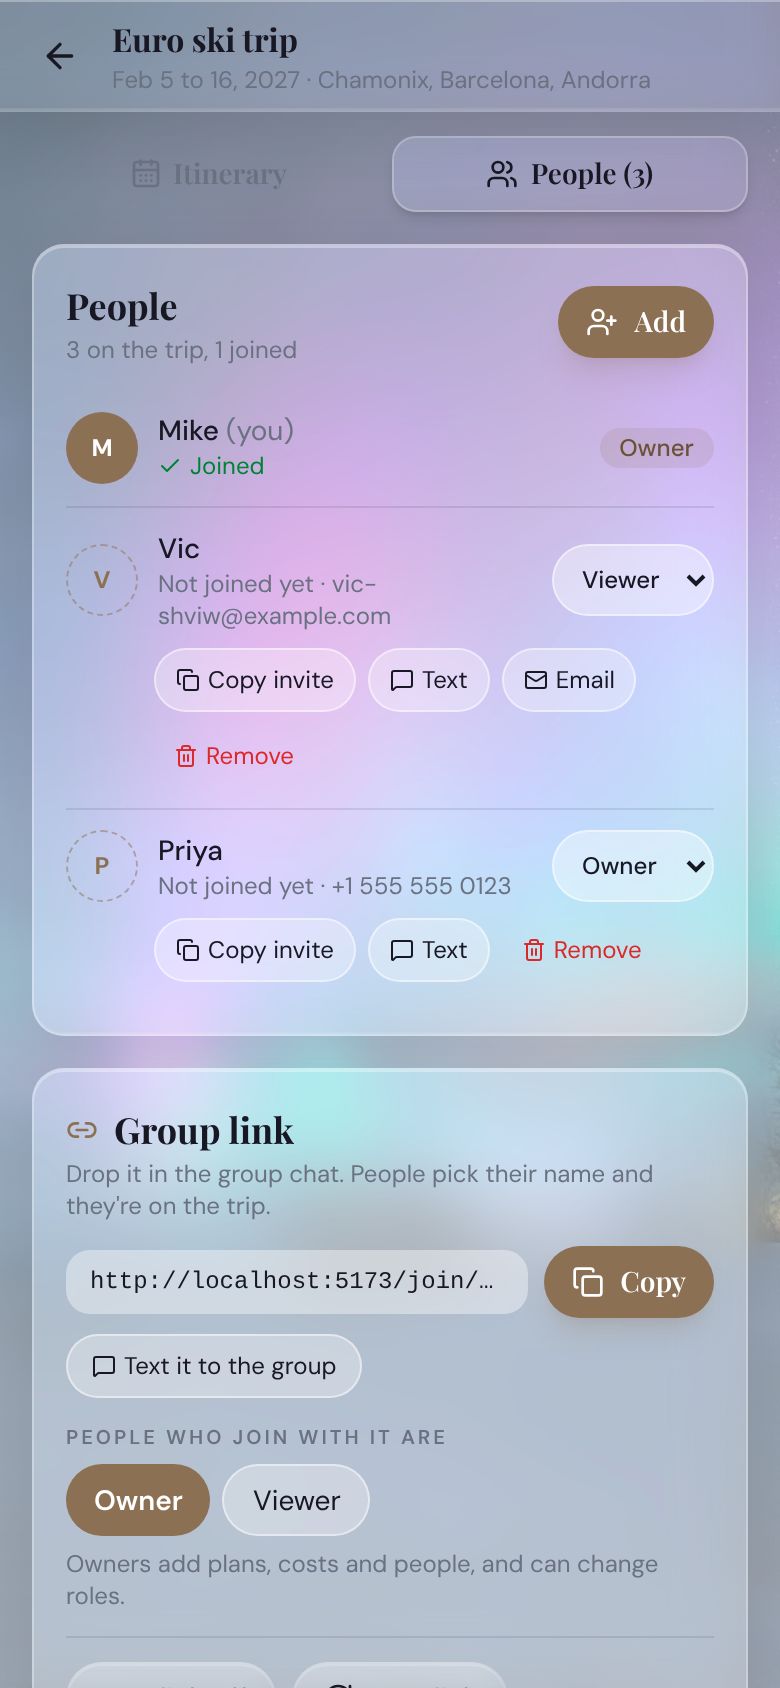 Euro ski trip
Feb 5 to 16, 2027 · Chamonix, Barcelona, Andorra
Itinerary
People (3)
People
Add
3 on the trip, 1 joined
M
Mike (you)
Joined
Owner
V
Vic
Not joined yet · vic-
shviw@example.com
Viewer
Copy invite
Text
Email
Remove
P
Priya
Not joined yet · +1 555 555 0123
Owner
Copy invite
Text
Remove
Group link
Drop it in the group chat. People pick their name and
they're on the trip.
http://localhost:5173/join/…
Copy
Text it to the group
PEOPLE WHO JOIN WITH IT ARE
Owner
Viewer
Owners add plans, costs and people, and can change
roles.